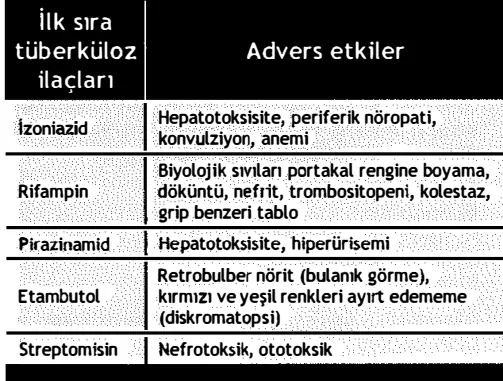 İlk sıra
tüberküloz
ilaçları
Advers etkiler
İzoniazid
Hepatotoksisite, periferik nöropati,
konvulziyon, anemi
Rifampin
Biyolojik sıvıları portakal rengine boyama,
döküntü, nefrit, trombositopeni, kolestaz,
grip benzeri tablo
Pirazinamid
Hepatotoksisite, hiperürisemi
Etambutol
Retrobulber nörit (bulanık görme),
kırmızı ve yeşil renkleri ayırt edememe
(diskromatopsi)
Streptomisin
Nefrotoksik, ototoksik